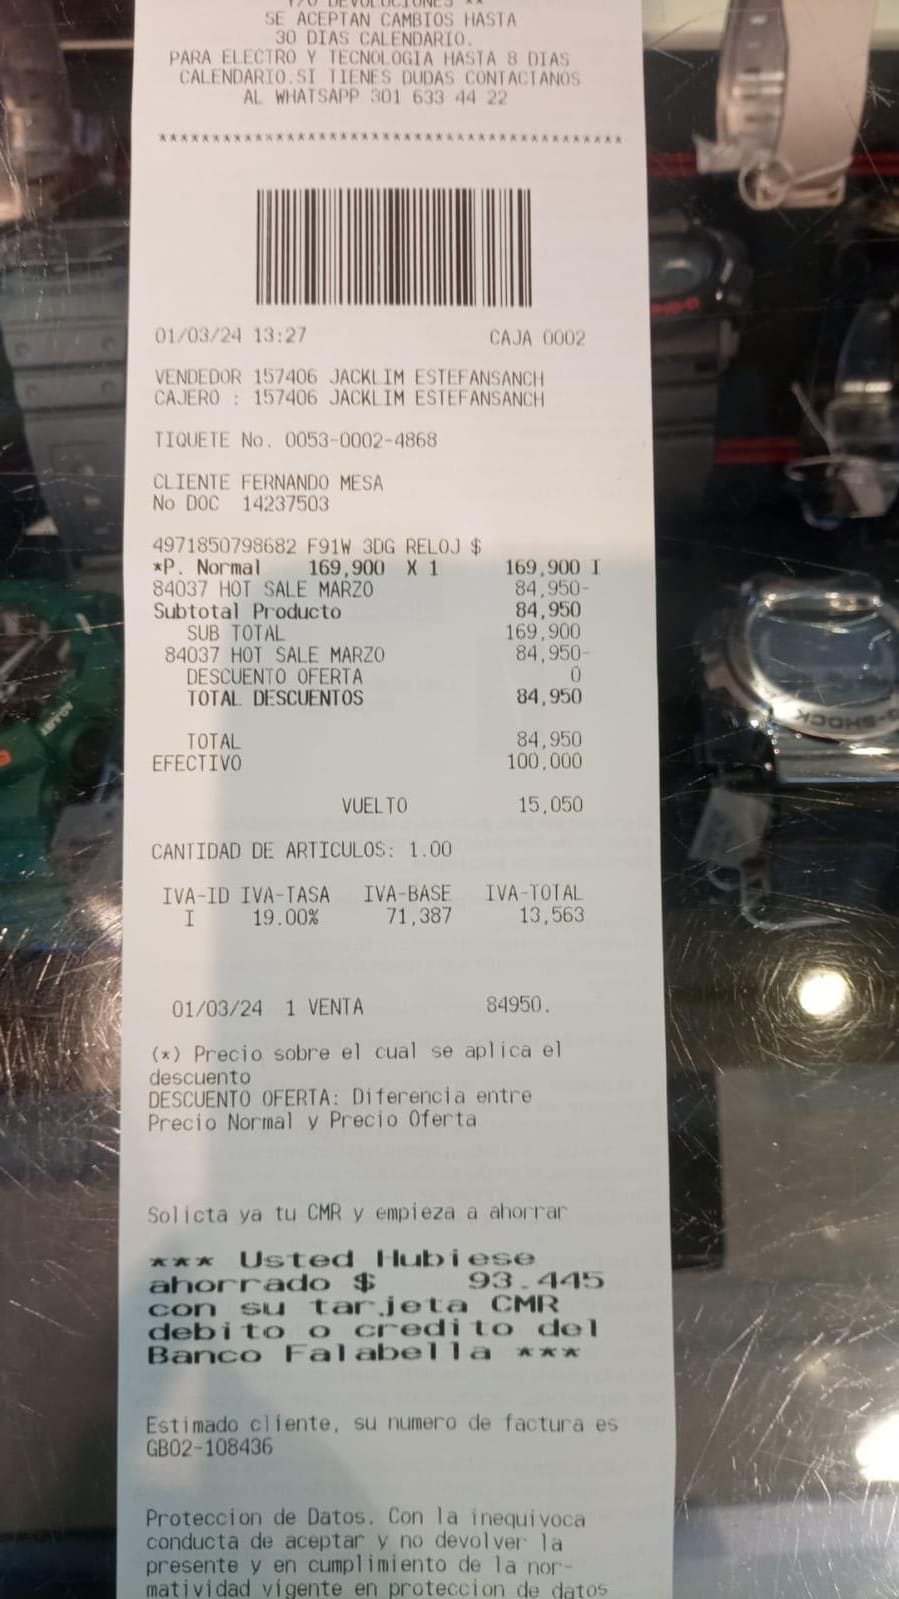 Y/O DEVOLUCIONES **
SE ACEPTAN CAMBIOS HASTA
30 DIAS CALENDARIO.
PARA ELECTRO Y TECNOLOGIA HASTA 8 DIAS
CALENDARIO.SI TIENES DUDAS CONTACTANOS
AL WHATSAPP 301 633 44 22
*******************************************
01/03/24 13:27 CAJA 0002
VENDEDOR 157406 JACKLIM ESTEFANSANCH
CAJERO : 157406 JACKLIM ESTEFANSANCH
TIQUETE No. 0053-0002-4868
CLIENTE FERNANDO MESA
No DOC 14237503
4971850798682 F91W 3DG RELOJ $
*P. Normal 169,900 X 1 169,900 I
84037 HOT SALE MARZO 84,950-
Subtotal Producto 84,950
SUB TOTAL 169,900
84037 HOT SALE MARZO 84,950-
DESCUENTO OFERTA 0
TOTAL DESCUENTOS 84,950
TOTAL 84,950
EFECTIVO 100,000
VUELTO 15,050
CANTIDAD DE ARTICULOS: 1.00
IVA-ID IVA-TASA IVA-BASE IVA-TOTAL
I 19.00% 71,387 13,563
01/03/24 1 VENTA 84950.
(*) Precio sobre el cual se aplica el
descuento
DESCUENTO OFERTA: Diferencia entre
Precio Normal y Precio Oferta
Solicta ya tu CMR y empieza a ahorrar
*** Usted Hubiese
ahorrado $ 93.445
con su tarjeta CMR
debito o credito del
Banco Falabella ***
Estimado cliente, su numero de factura es
GB02-108436
Proteccion de Datos. Con la inequivoca
conducta de aceptar y no devolver la
presente y en cumplimiento de la nor-
matividad vigente en proteccion de datos
G-SHOCK